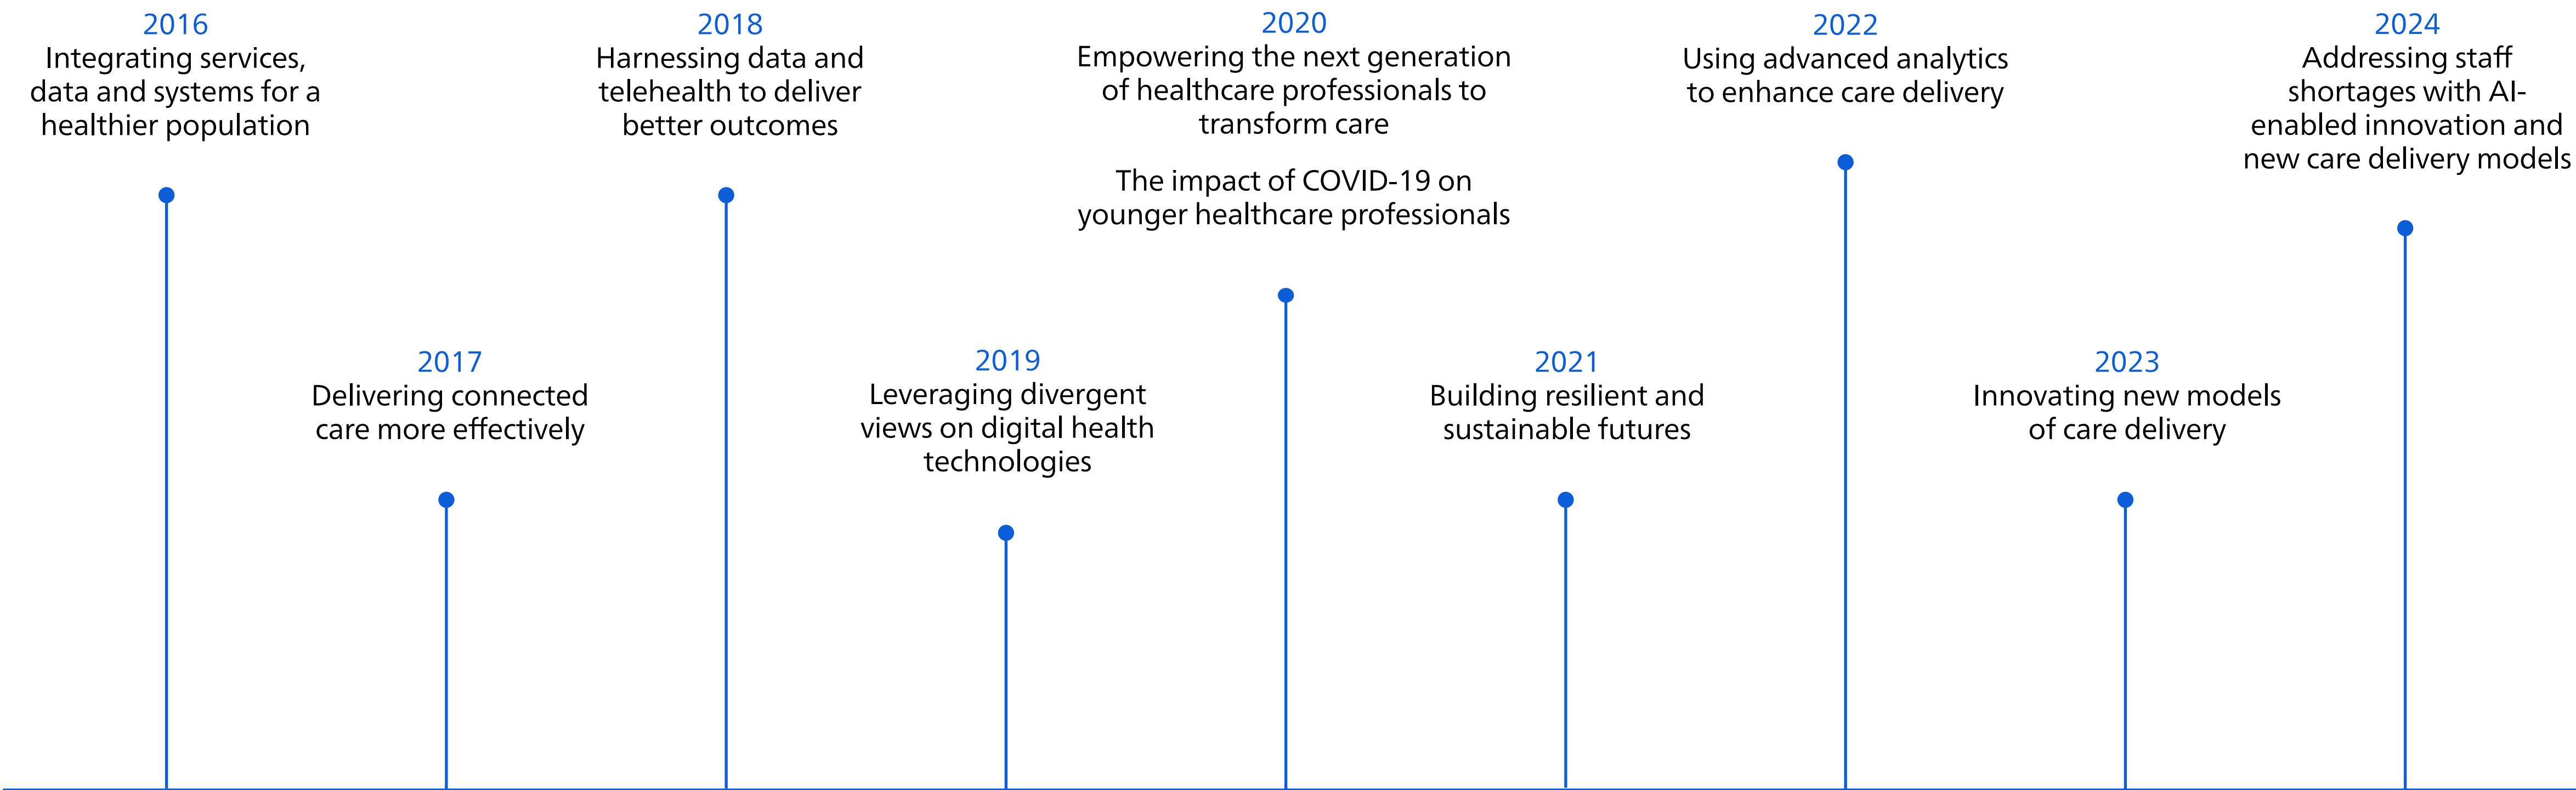 2016
Integrating services,
data and systems for a
healthier population
2017
Delivering connected
care more effectively
2018
Harnessing data and
telehealth to deliver
better outcomes
2019
Leveraging divergent
views on digital health
technologies
2020
Empowering the next generation
of healthcare professionals to
transform care
The impact of COVID-19 on
younger healthcare professionals
2021
Building resilient and
sustainable futures
2022
Using advanced analytics
to enhance care delivery
2023
Innovating new models
of care delivery
2024
Addressing staff
shortages with AI-
enabled innovation and
new care delivery models